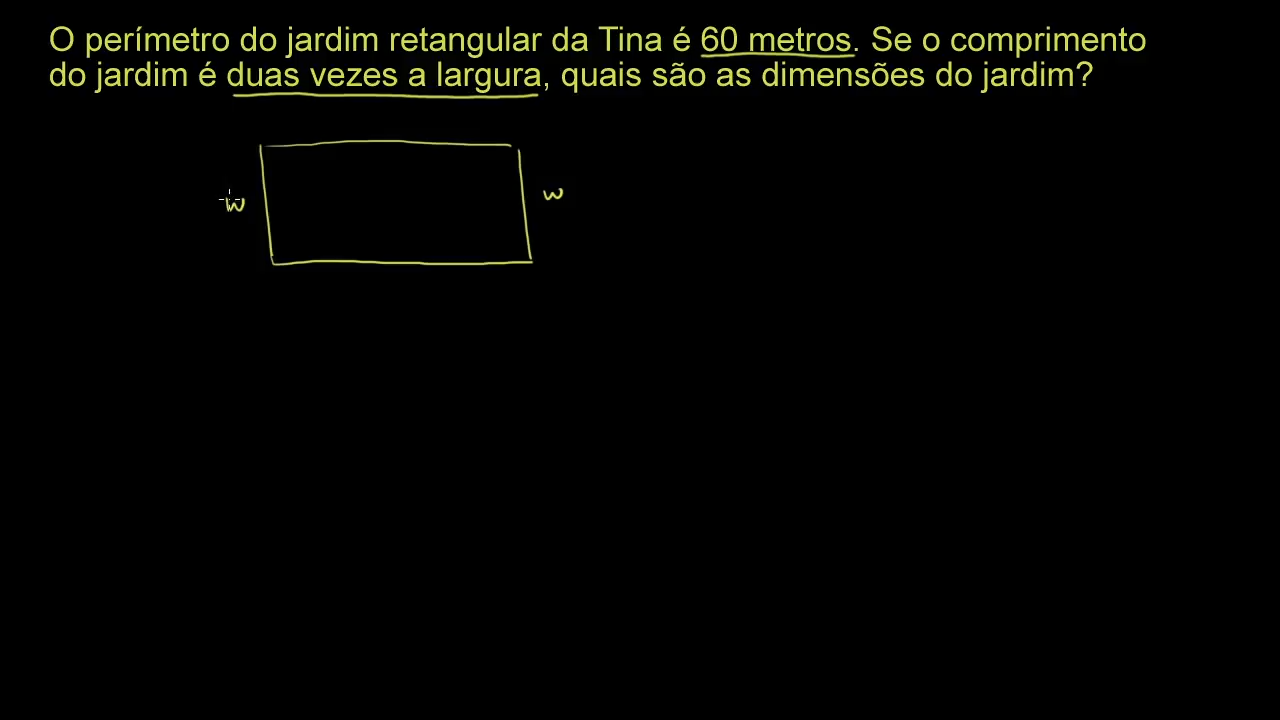 O perímetro do jardim retangular da Tina é 60 metros. Se o comprimento
do jardim é duas vezes a largura, quais são as dimensões do jardim?
w w